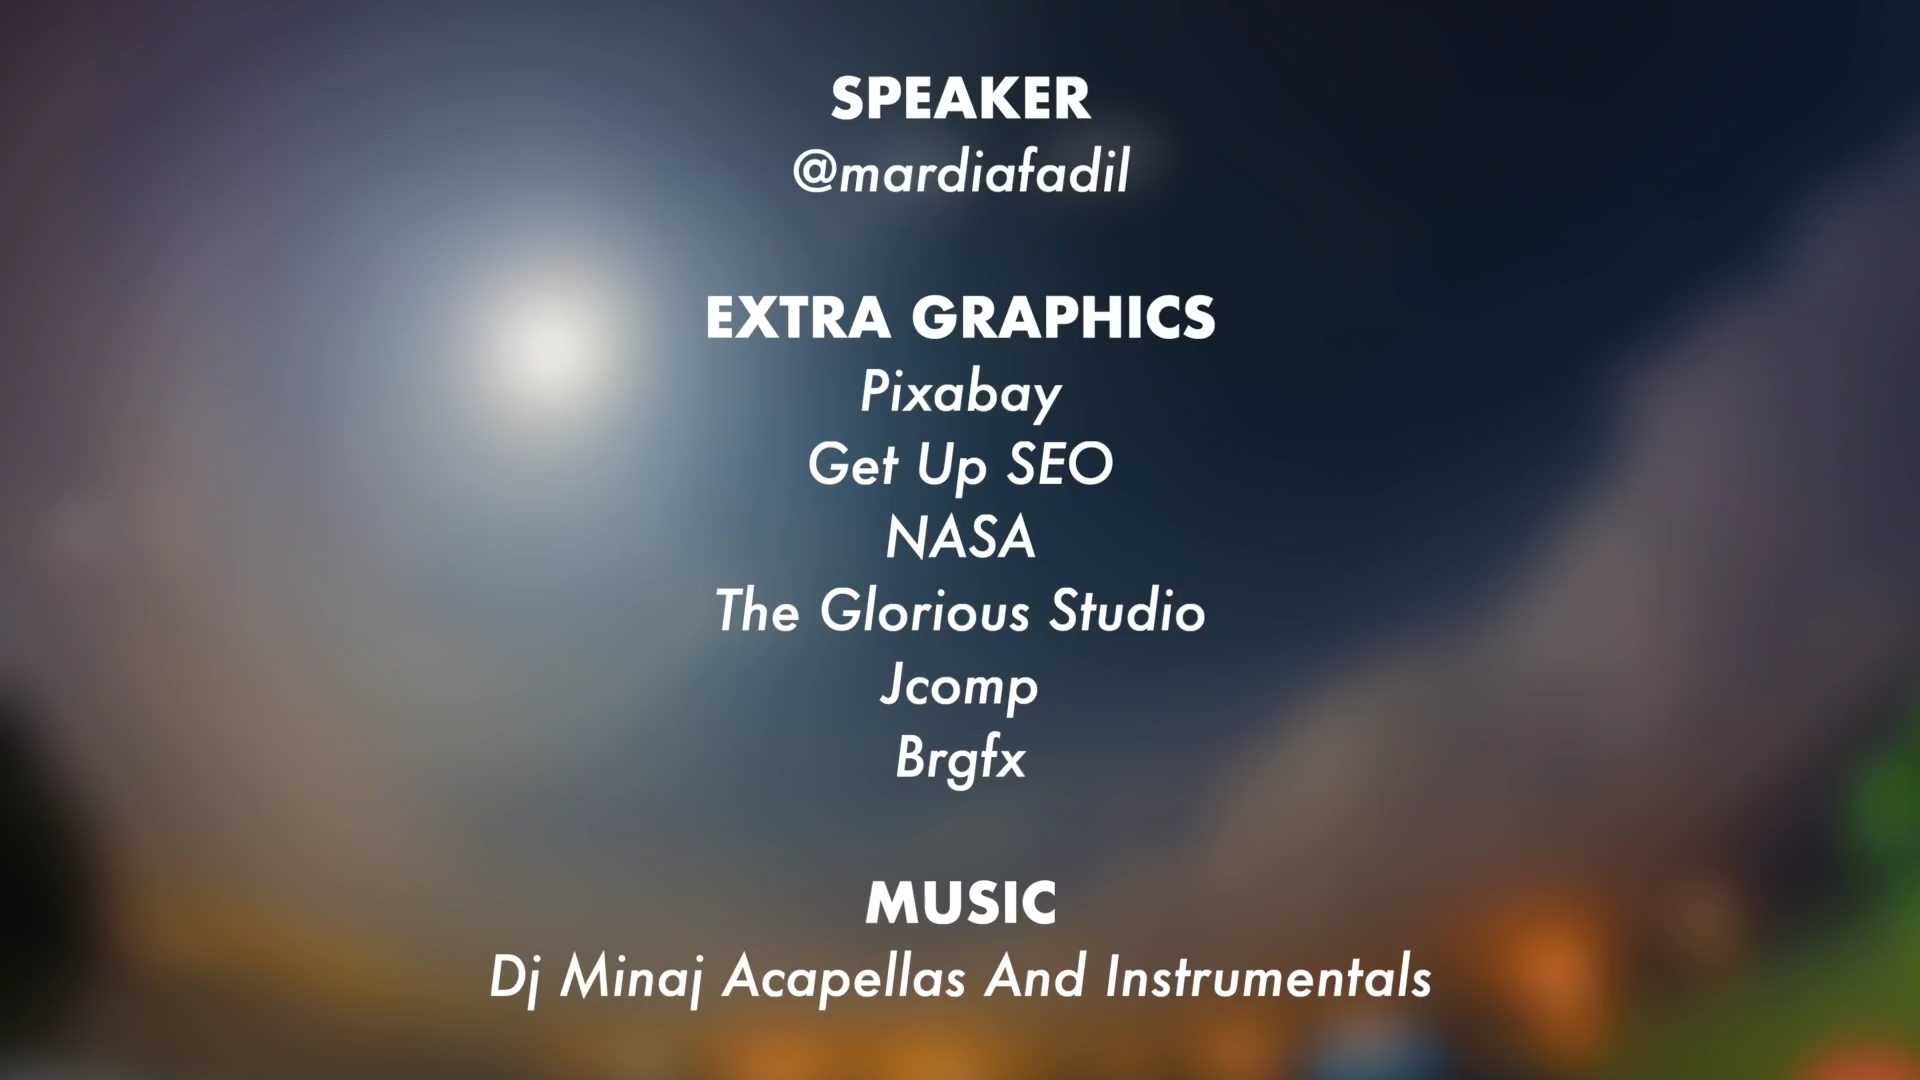 SPEAKER
@mardiafadil
EXTRA GRAPHICS
Pixabay
Get Up SEO
NASA
The Glorious Studio
Jcomp
Brgfx
MUSIC
Dj Minaj Acapellas And Instrumentals